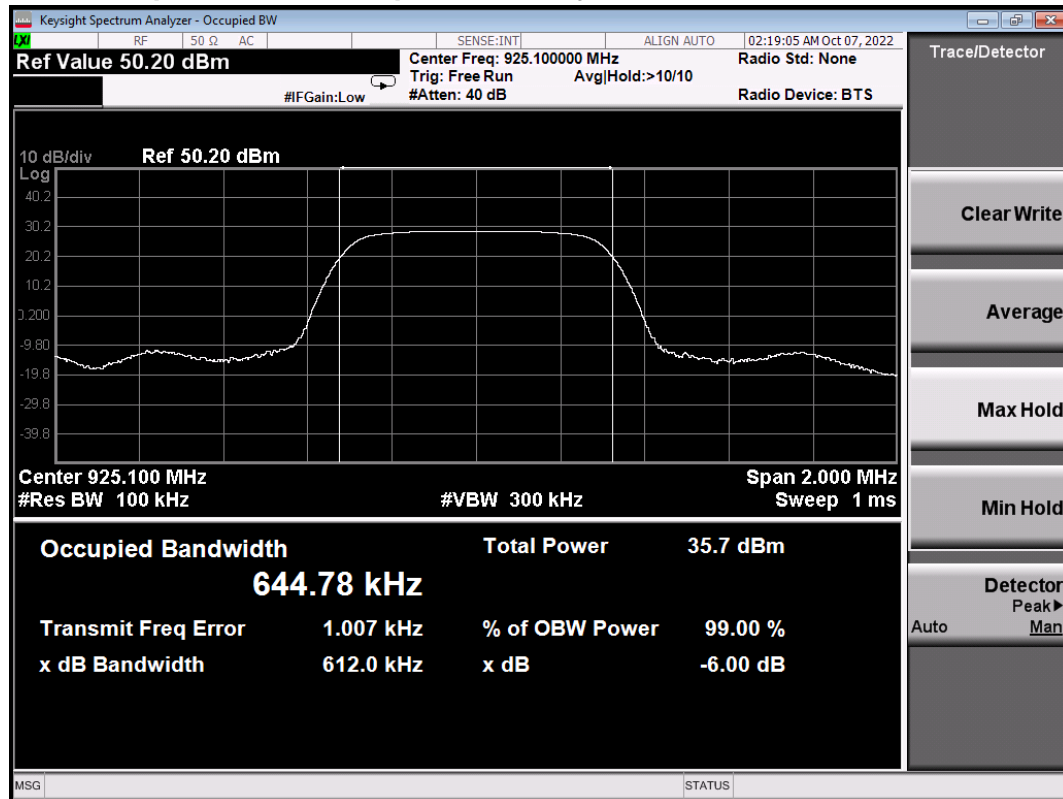 Keysight Spectrum Analyzer - Occupied BW
LXI RF 50 Ω AC SENSE:INT ALIGN AUTO 02:19:05 AM Oct 07, 2022
Ref Value 50.20 dBm
Center Freq: 925.100000 MHz
Radio Std: None
Trig: Free Run Avg|Hold:>10/10
#IFGain:Low
#Atten: 40 dB
Radio Device: BTS
10 dB/div Ref 50.20 dBm
Log
40.2
30.2
20.2
10.2
0.200
-9.80
-19.8
-29.8
-39.8
Center 925.100 MHz Span 2.000 MHz
#Res BW 100 kHz #VBW 300 kHz Sweep 1 ms
Occupied Bandwidth Total Power 35.7 dBm
644.78 kHz
Transmit Freq Error 1.007 kHz % of OBW Power 99.00 %
x dB Bandwidth 612.0 kHz x dB -6.00 dB
MSG STATUS
Trace/Detector
Clear Write
Average
Max Hold
Min Hold
Detector
Peak▶
Auto Man